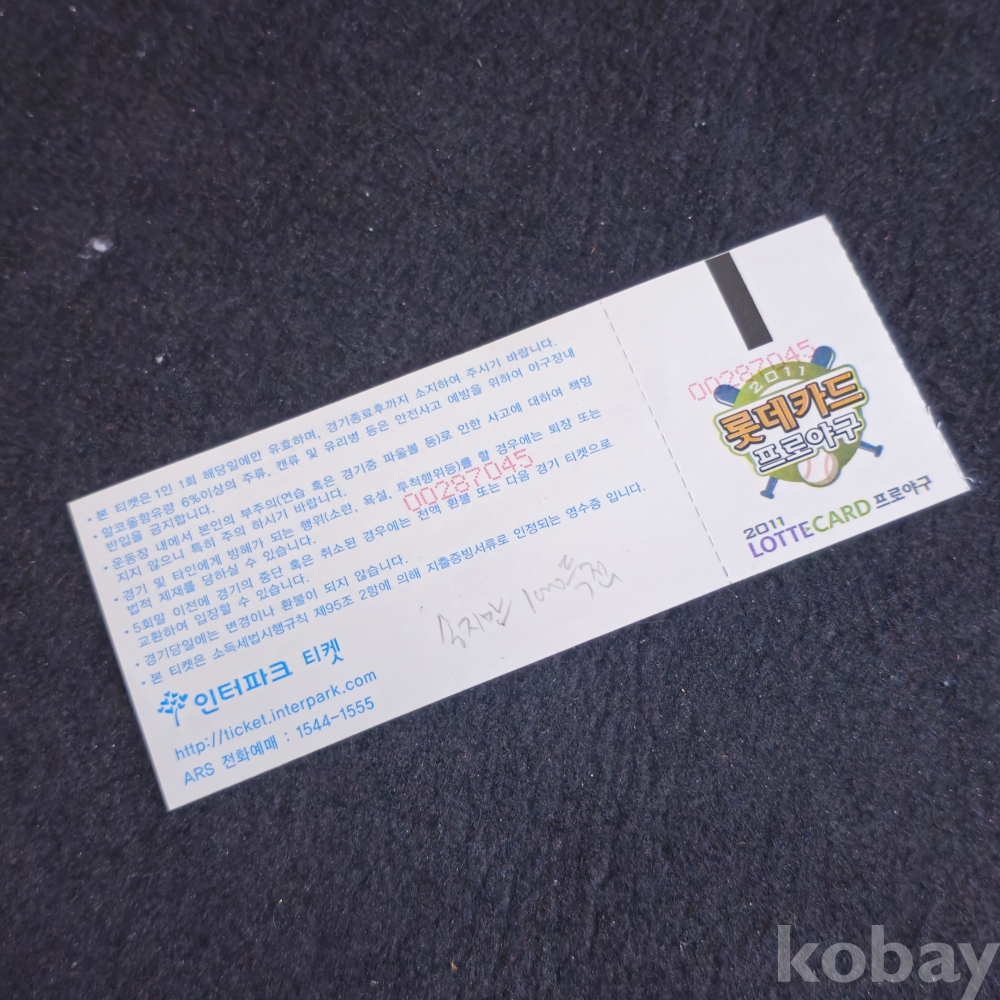 • 본 티켓은 1인 1회 해당일에만 유효하며, 경기종료후까지 소지하여 주시기 바랍니다.
• 알코올함유량 6%이상의 주류, 캔류 및 유리병 등은 안전사고 예방을 위하여 야구장내
반입을 금지합니다.
• 운동장 내에서 본인의 부주의(연습 혹은 경기중 파울볼 등)로 인한 사고에 대하여 책임
지지 않으니 특히 주의 하시기 바랍니다.
• 경기 및 타인에게 방해가 되는 행위(소란, 욕설, 투척행위등)를 할 경우에는 퇴장 또는
법적 제재를 당하실 수 있습니다.
• 5회말 이전에 경기의 중단 혹은 취소된 경우에는 전액 환불 또는 다음 경기 티켓으로
교환하여 입장할 수 있습니다.
• 경기당일에는 변경이나 환불이 되지 않습니다.
• 본 티켓은 소득세법시행규칙 제95조 2항에 의해 지출증빙서류로 인정되는 영수증 입니다.
00287045
인터파크 티켓
http://ticket.interpark.com
ARS 전화예매 : 1544-1555
00287045
2011
롯데카드
프로야구
2011
LOTTECARD 프로야구
kobay